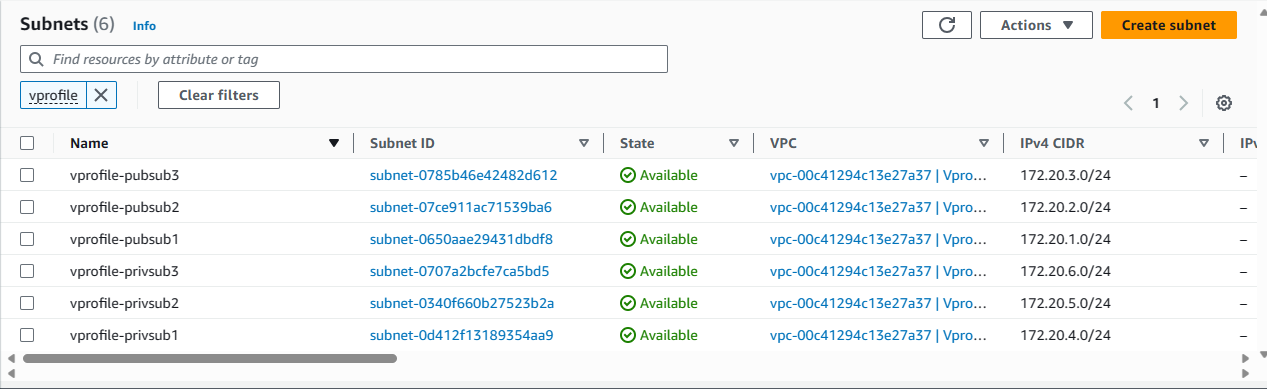 Subnets (6) Info
Actions Create subnet
Find resources by attribute or tag
vprofile Clear filters
1
Name Subnet ID State VPC IPv4 CIDR IPv
vprofile-pubsub3 subnet-0785b46e42482d612 Available vpc-00c41294c13e27a37 | Vpro... 172.20.3.0/24 –
vprofile-pubsub2 subnet-07ce911ac71539ba6 Available vpc-00c41294c13e27a37 | Vpro... 172.20.2.0/24 –
vprofile-pubsub1 subnet-0650aae29431dbdf8 Available vpc-00c41294c13e27a37 | Vpro... 172.20.1.0/24 –
vprofile-privsub3 subnet-0707a2bcfe7ca5bd5 Available vpc-00c41294c13e27a37 | Vpro... 172.20.6.0/24 –
vprofile-privsub2 subnet-0340f660b27523b2a Available vpc-00c41294c13e27a37 | Vpro... 172.20.5.0/24 –
vprofile-privsub1 subnet-0d412f13189354aa9 Available vpc-00c41294c13e27a37 | Vpro... 172.20.4.0/24 –